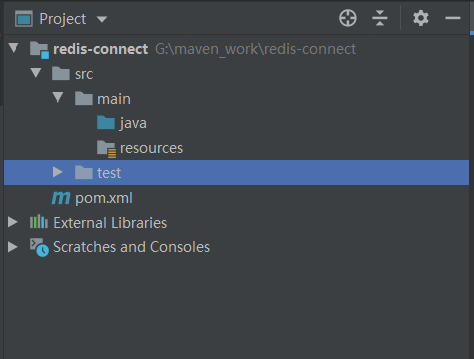 Project
redis-connect G:\maven_work\redis-connect
src
main
java
resources
test
m pom.xml
External Libraries
Scratches and Consoles